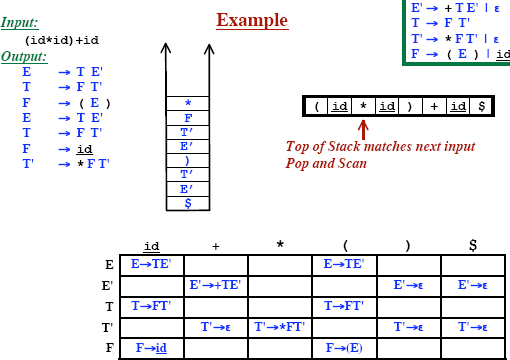 Example
Input:
(id*id)+id
Output:
E → T E'
T → F T'
F → ( E )
E → T E'
T → F T'
F → id
T' → * F T'
*
F
T'
E'
)
T'
E'
$
E' → + T E' | ε
T → F T'
T' → * F T' | ε
F → ( E ) | id
( id * id ) + id $
Top of Stack matches next input
Pop and Scan
id + * ( ) $
E E→TE' E→TE'
E' E'→+TE' E'→ε E'→ε
T T→FT' T→FT'
T' T'→ε T'→*FT' T'→ε T'→ε
F F→id F→(E)